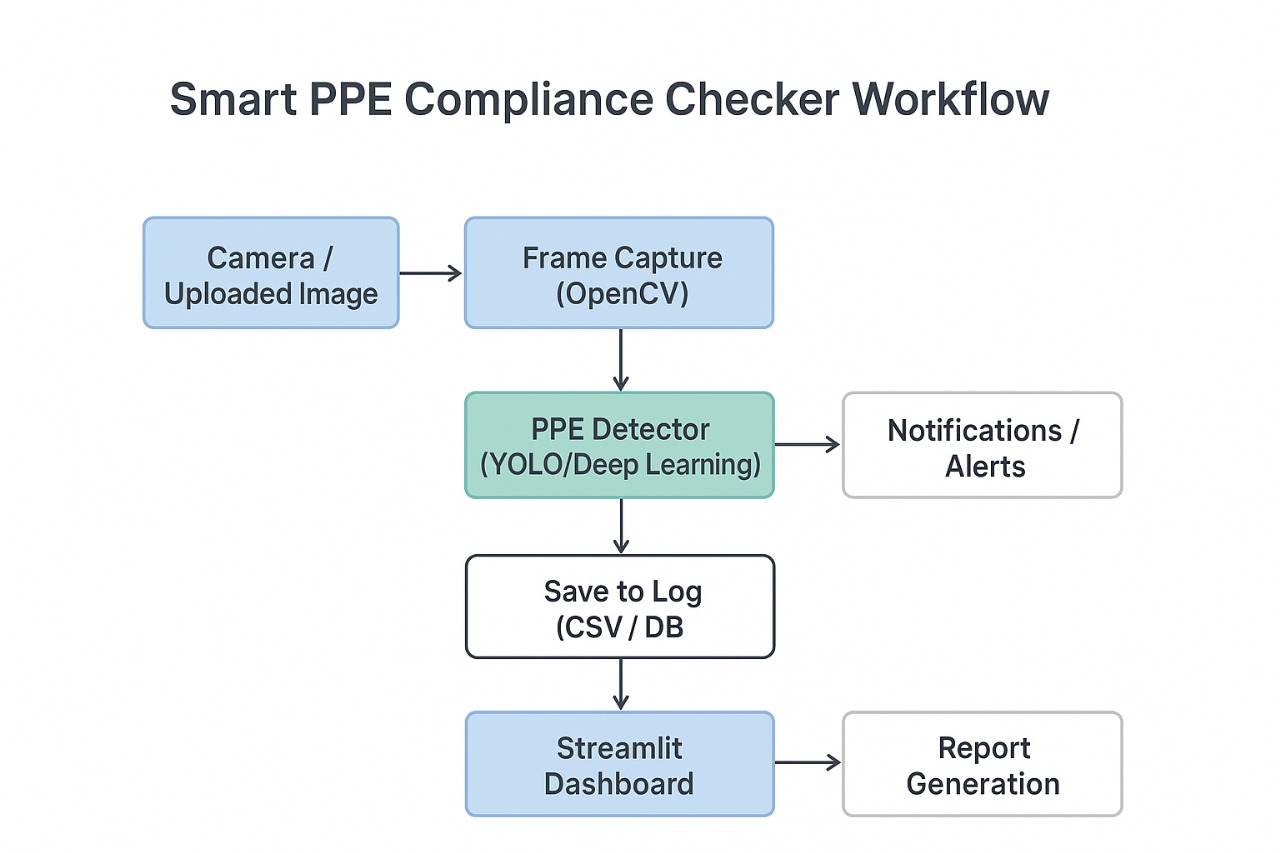 Smart PPE Compliance Checker Workflow
Camera /
Uploaded Image
Frame Capture
(OpenCV)
PPE Detector
(YOLO/Deep Learning)
Notifications /
Alerts
Save to Log
(CSV / DB
Streamlit
Dashboard
Report
Generation